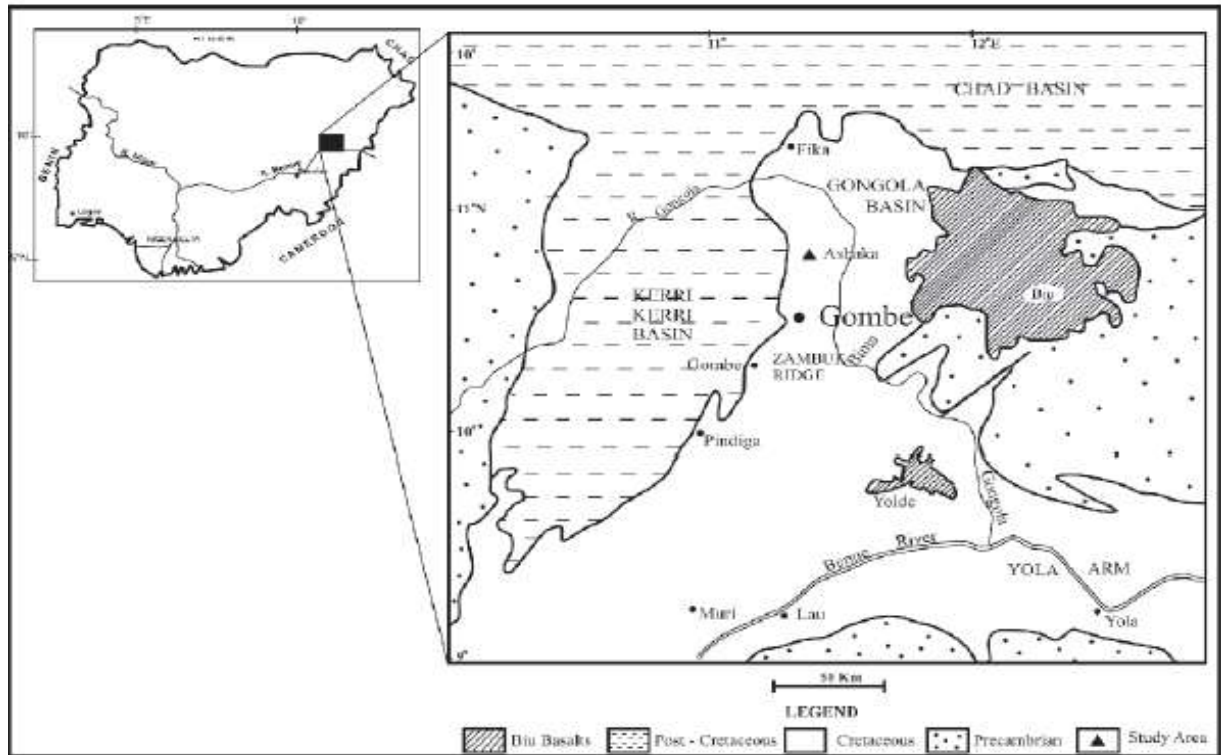 CHAD
BENIN
R. Niger
R. Benue
CAMEROON
11°
12°E
10°
CHAD BASIN
Fika
GONGOLA
BASIN
R. Gongola
11°N
Ashaka
KERRI
KERRI
BASIN
Biu
Gombe
Gombe
ZAMBUK
RIDGE
Pindiga
Yolde
Gongola
Benue River
YOLA ARM
Muri
Lau
Yola
9°
50 Km
LEGEND
Biu Basalts
Post - Cretaceous
Cretaceous
Precambrian
Study Area